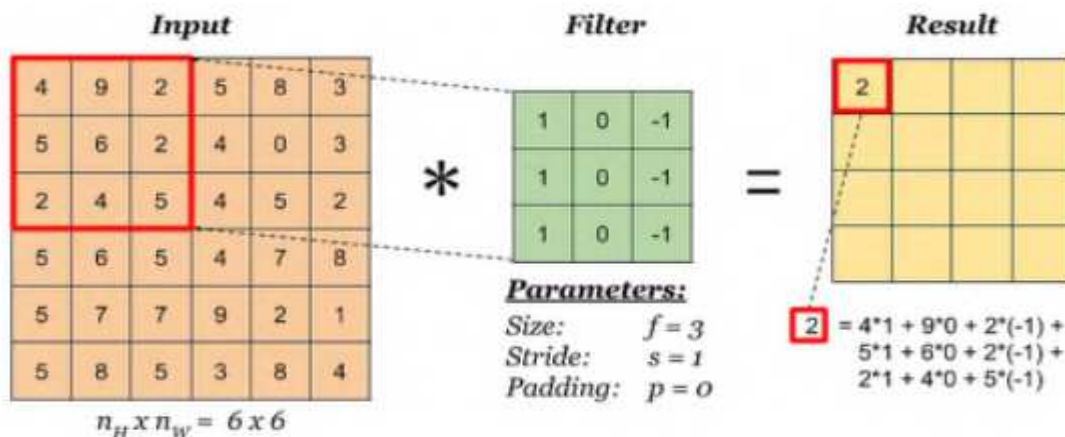 Input
Filter
Result
4 9 2 5 8 3
5 6 2 4 0 3
2 4 5 4 5 2
5 6 5 4 7 8
5 7 7 9 2 1
5 8 5 3 8 4
n_H x n_W = 6 x 6
*
1 0 -1
1 0 -1
1 0 -1
Parameters:
Size: f = 3
Stride: s = 1
Padding: p = 0
=
2
2 = 4*1 + 9*0 + 2*(-1) +
5*1 + 6*0 + 2*(-1) +
2*1 + 4*0 + 5*(-1)